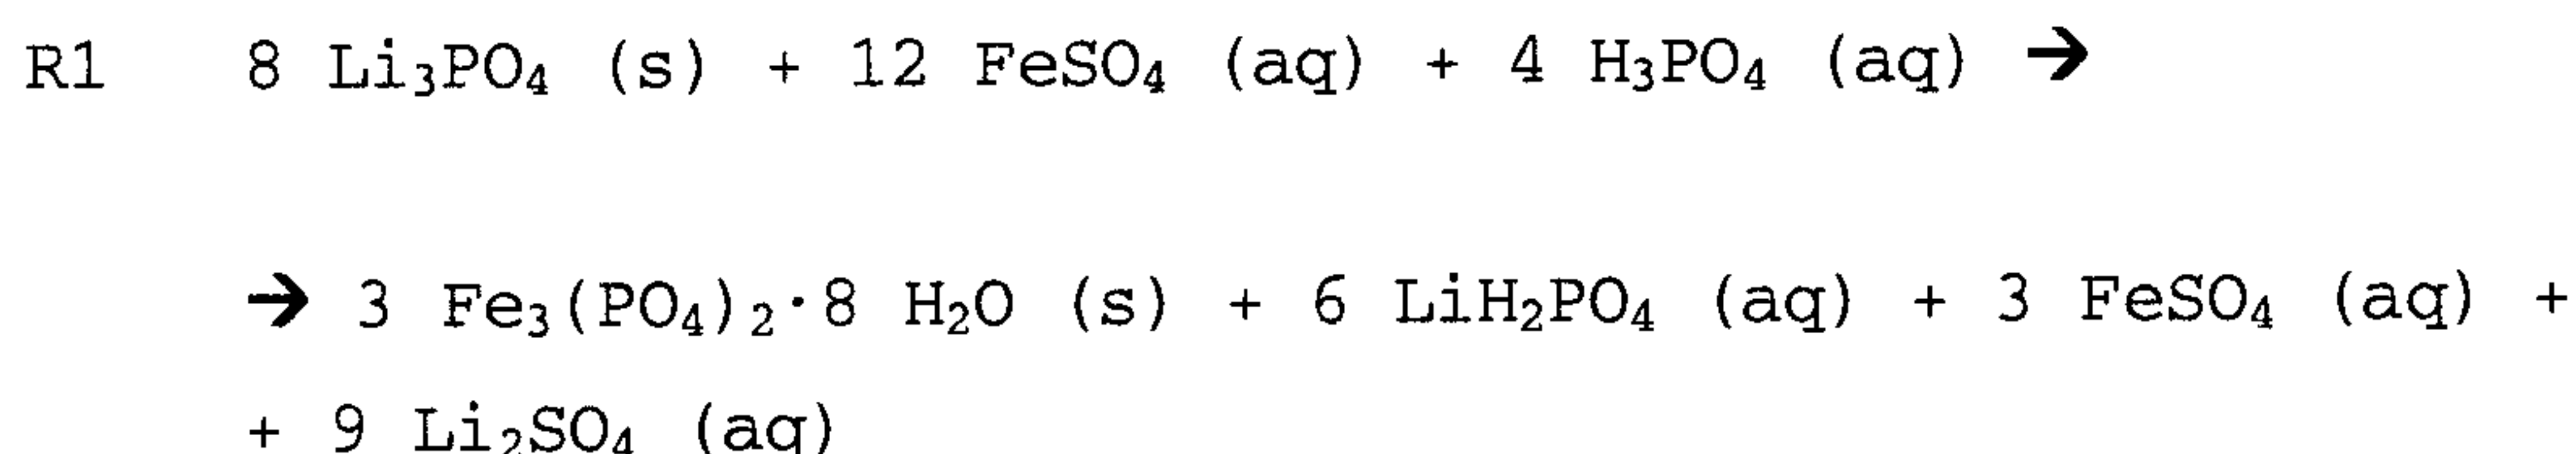 R1 8 Li₃PO₄ (s) + 12 FeSO₄ (aq) + 4 H₃PO₄ (aq) ➔
➔ 3 Fe₃(PO₄)₂·8 H₂O (s) + 6 LiH₂PO₄ (aq) + 3 FeSO₄ (aq) +
+ 9 Li₂SO₄ (aq)